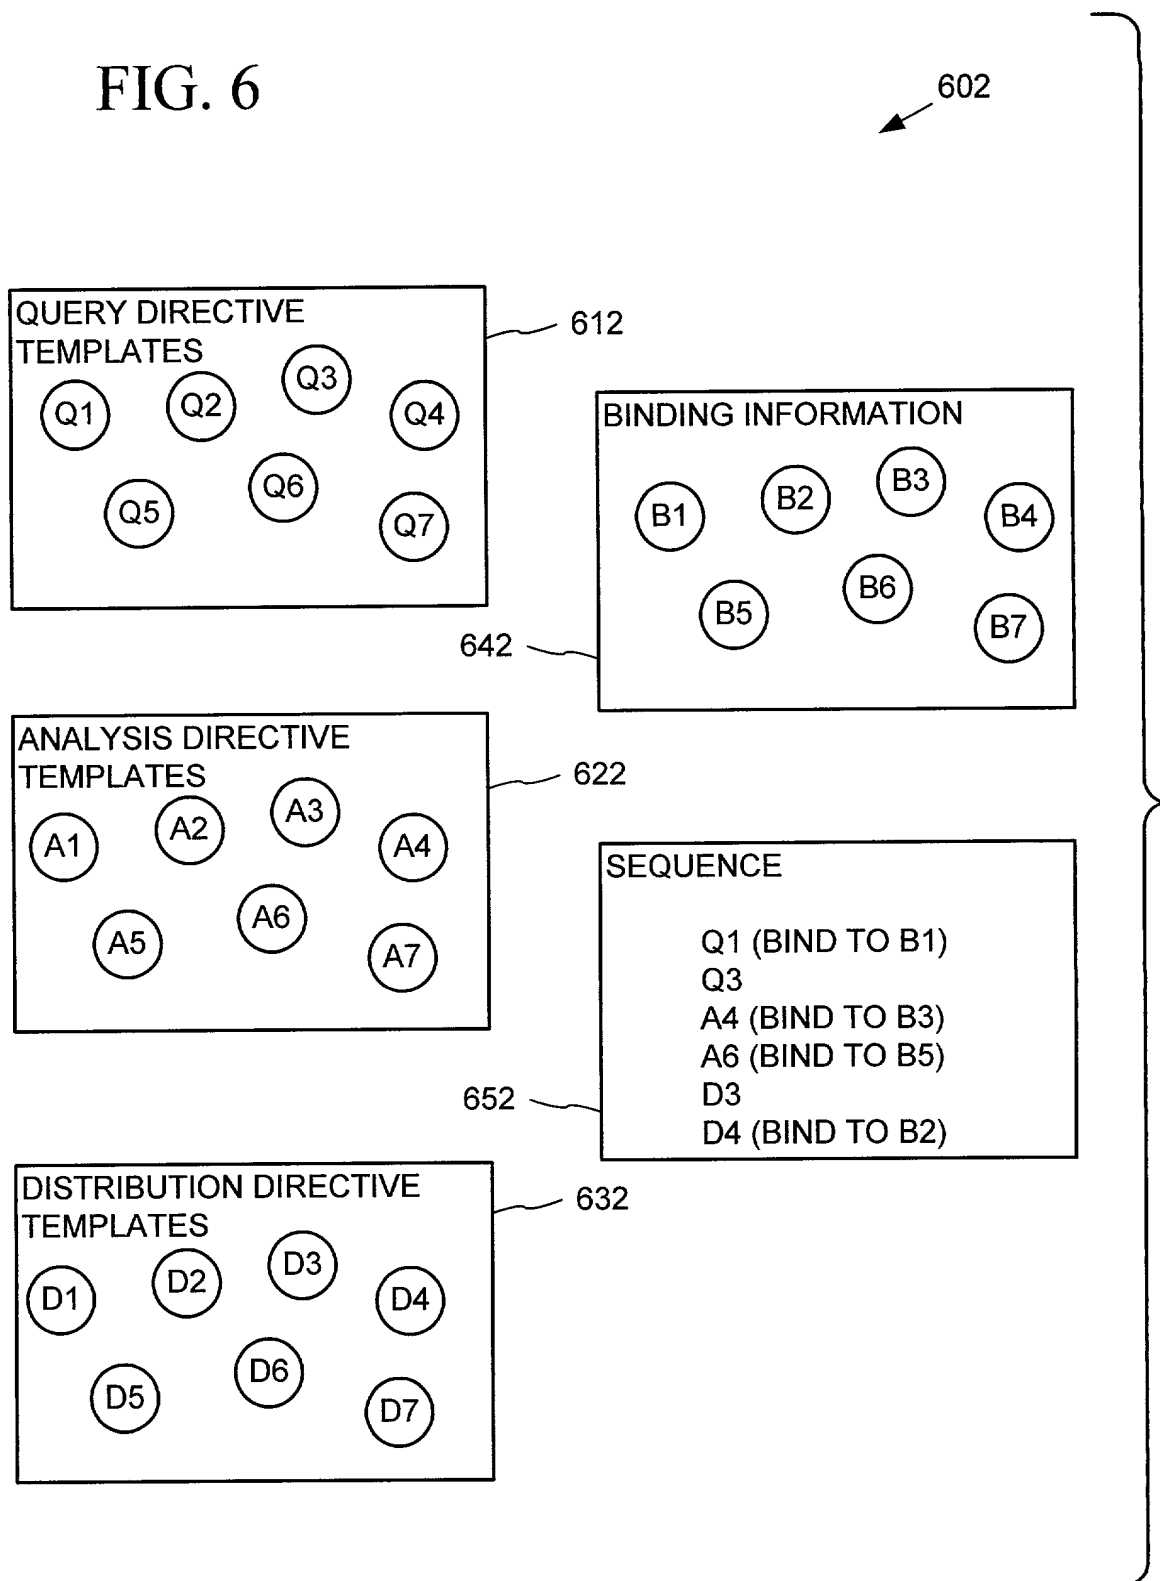 FIG. 6
602
QUERY DIRECTIVE
TEMPLATES
612
Q1
Q2
Q3
Q4
Q5
Q6
Q7
BINDING INFORMATION
B1
B2
B3
B4
B5
B6
B7
642
ANALYSIS DIRECTIVE
TEMPLATES
622
A1
A2
A3
A4
A5
A6
A7
SEQUENCE
Q1 (BIND TO B1)
Q3
A4 (BIND TO B3)
A6 (BIND TO B5)
D3
D4 (BIND TO B2)
652
DISTRIBUTION DIRECTIVE
TEMPLATES
632
D1
D2
D3
D4
D5
D6
D7